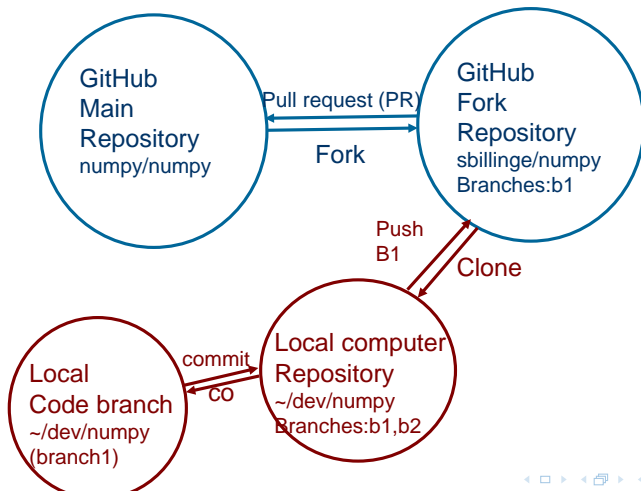 GitHub
Main
Repository
numpy/numpy
Pull request (PR)
Fork
GitHub
Fork
Repository
sbillinge/numpy
Branches:b1
Push
B1
Clone
Local computer
Repository
~/dev/numpy
Branches:b1,b2
commit
co
Local
Code branch
~/dev/numpy
(branch1)